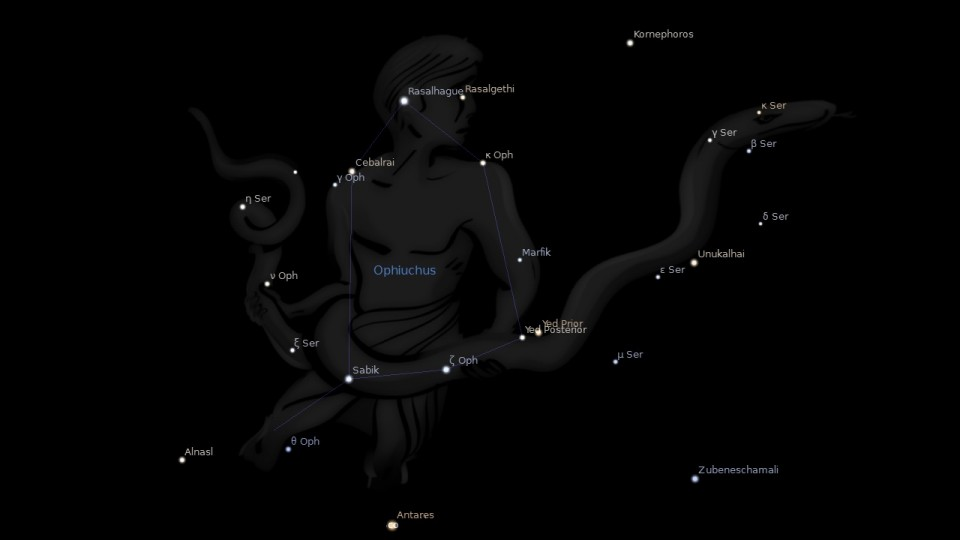 Kornephoros
Rasalhague
Rasalgethi
κ Ser
γ Ser
β Ser
κ Oph
Cebalrai
γ Oph
η Ser
δ Ser
Marfik
Unukalhai
ε Ser
Ophiuchus
ν Oph
Yed Prior
Yed Posterior
ξ Ser
μ Ser
ζ Oph
Sabik
θ Oph
Alnasl
Zubeneschamali
Antares